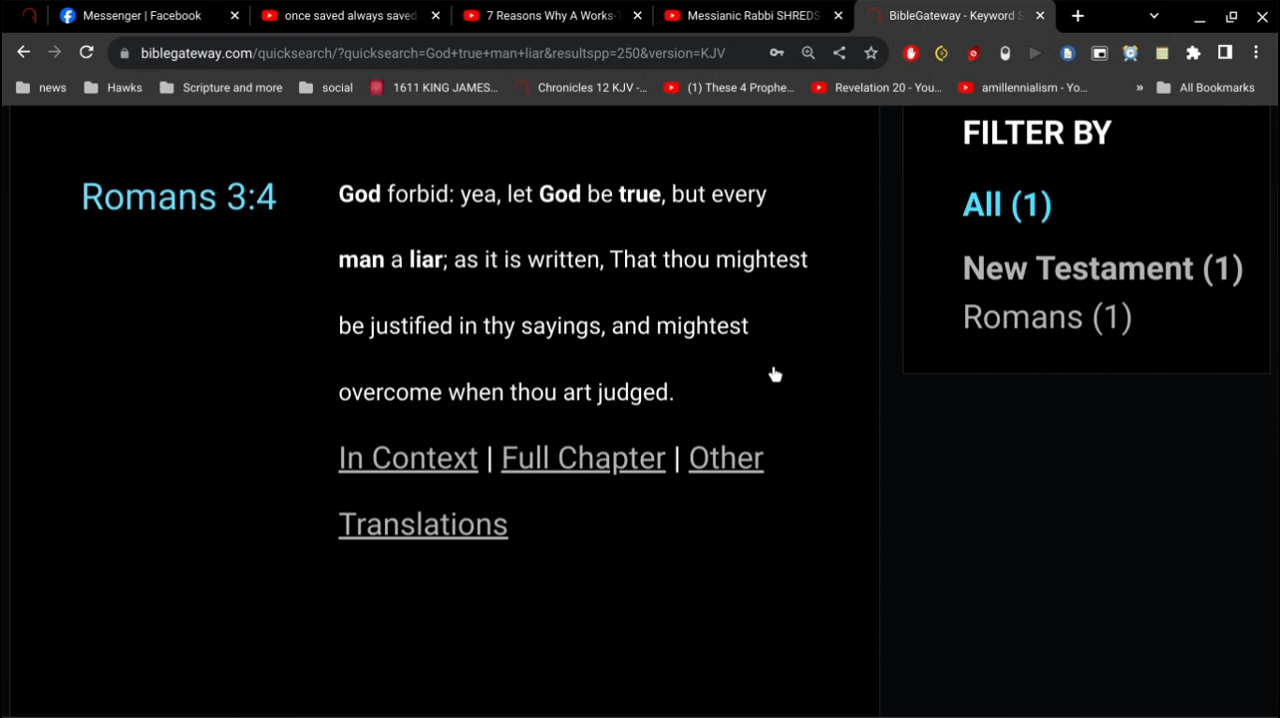 Messenger | Facebook
once saved always saved
7 Reasons Why A Works-
Messianic Rabbi SHREDS
BibleGateway - Keyword S
biblegateway.com/quicksearch/?quicksearch=God+true+man+liar&resultspp=250&version=KJV
news
Hawks
Scripture and more
social
1611 KING JAMES...
Chronicles 12 KJV -...
(1) These 4 Prophe...
Revelation 20 - You...
amillennialism - Yo...
»
All Bookmarks
Romans 3:4
God forbid: yea, let God be true, but every
man a liar; as it is written, That thou mightest
be justified in thy sayings, and mightest
overcome when thou art judged.
In Context | Full Chapter | Other
Translations
FILTER BY
All (1)
New Testament (1)
Romans (1)